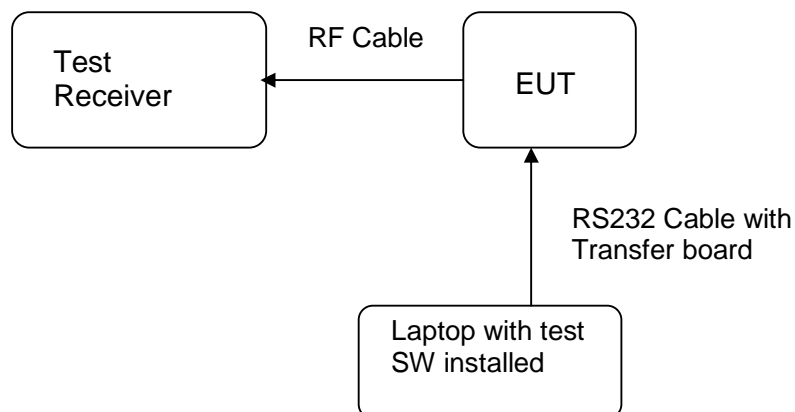 RF Cable
Test
Receiver
EUT
RS232 Cable with
Transfer board
Laptop with test
SW installed